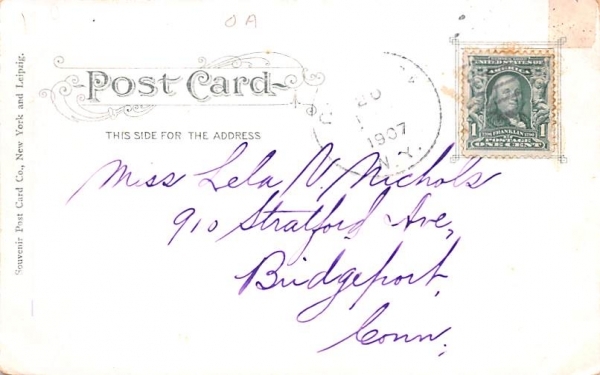 OA
POST CARD
THIS SIDE FOR THE ADDRESS
Souvenir Post Card Co., New York and Leipzig.
20
1907
N.Y.
UNITED STATES OF
AMERICA
FRANKLIN
1 POSTAGE 1
ONE CENT
Miss Lela V. Nichols
910 Stratford Ave,
Bridgeport,
Conn.